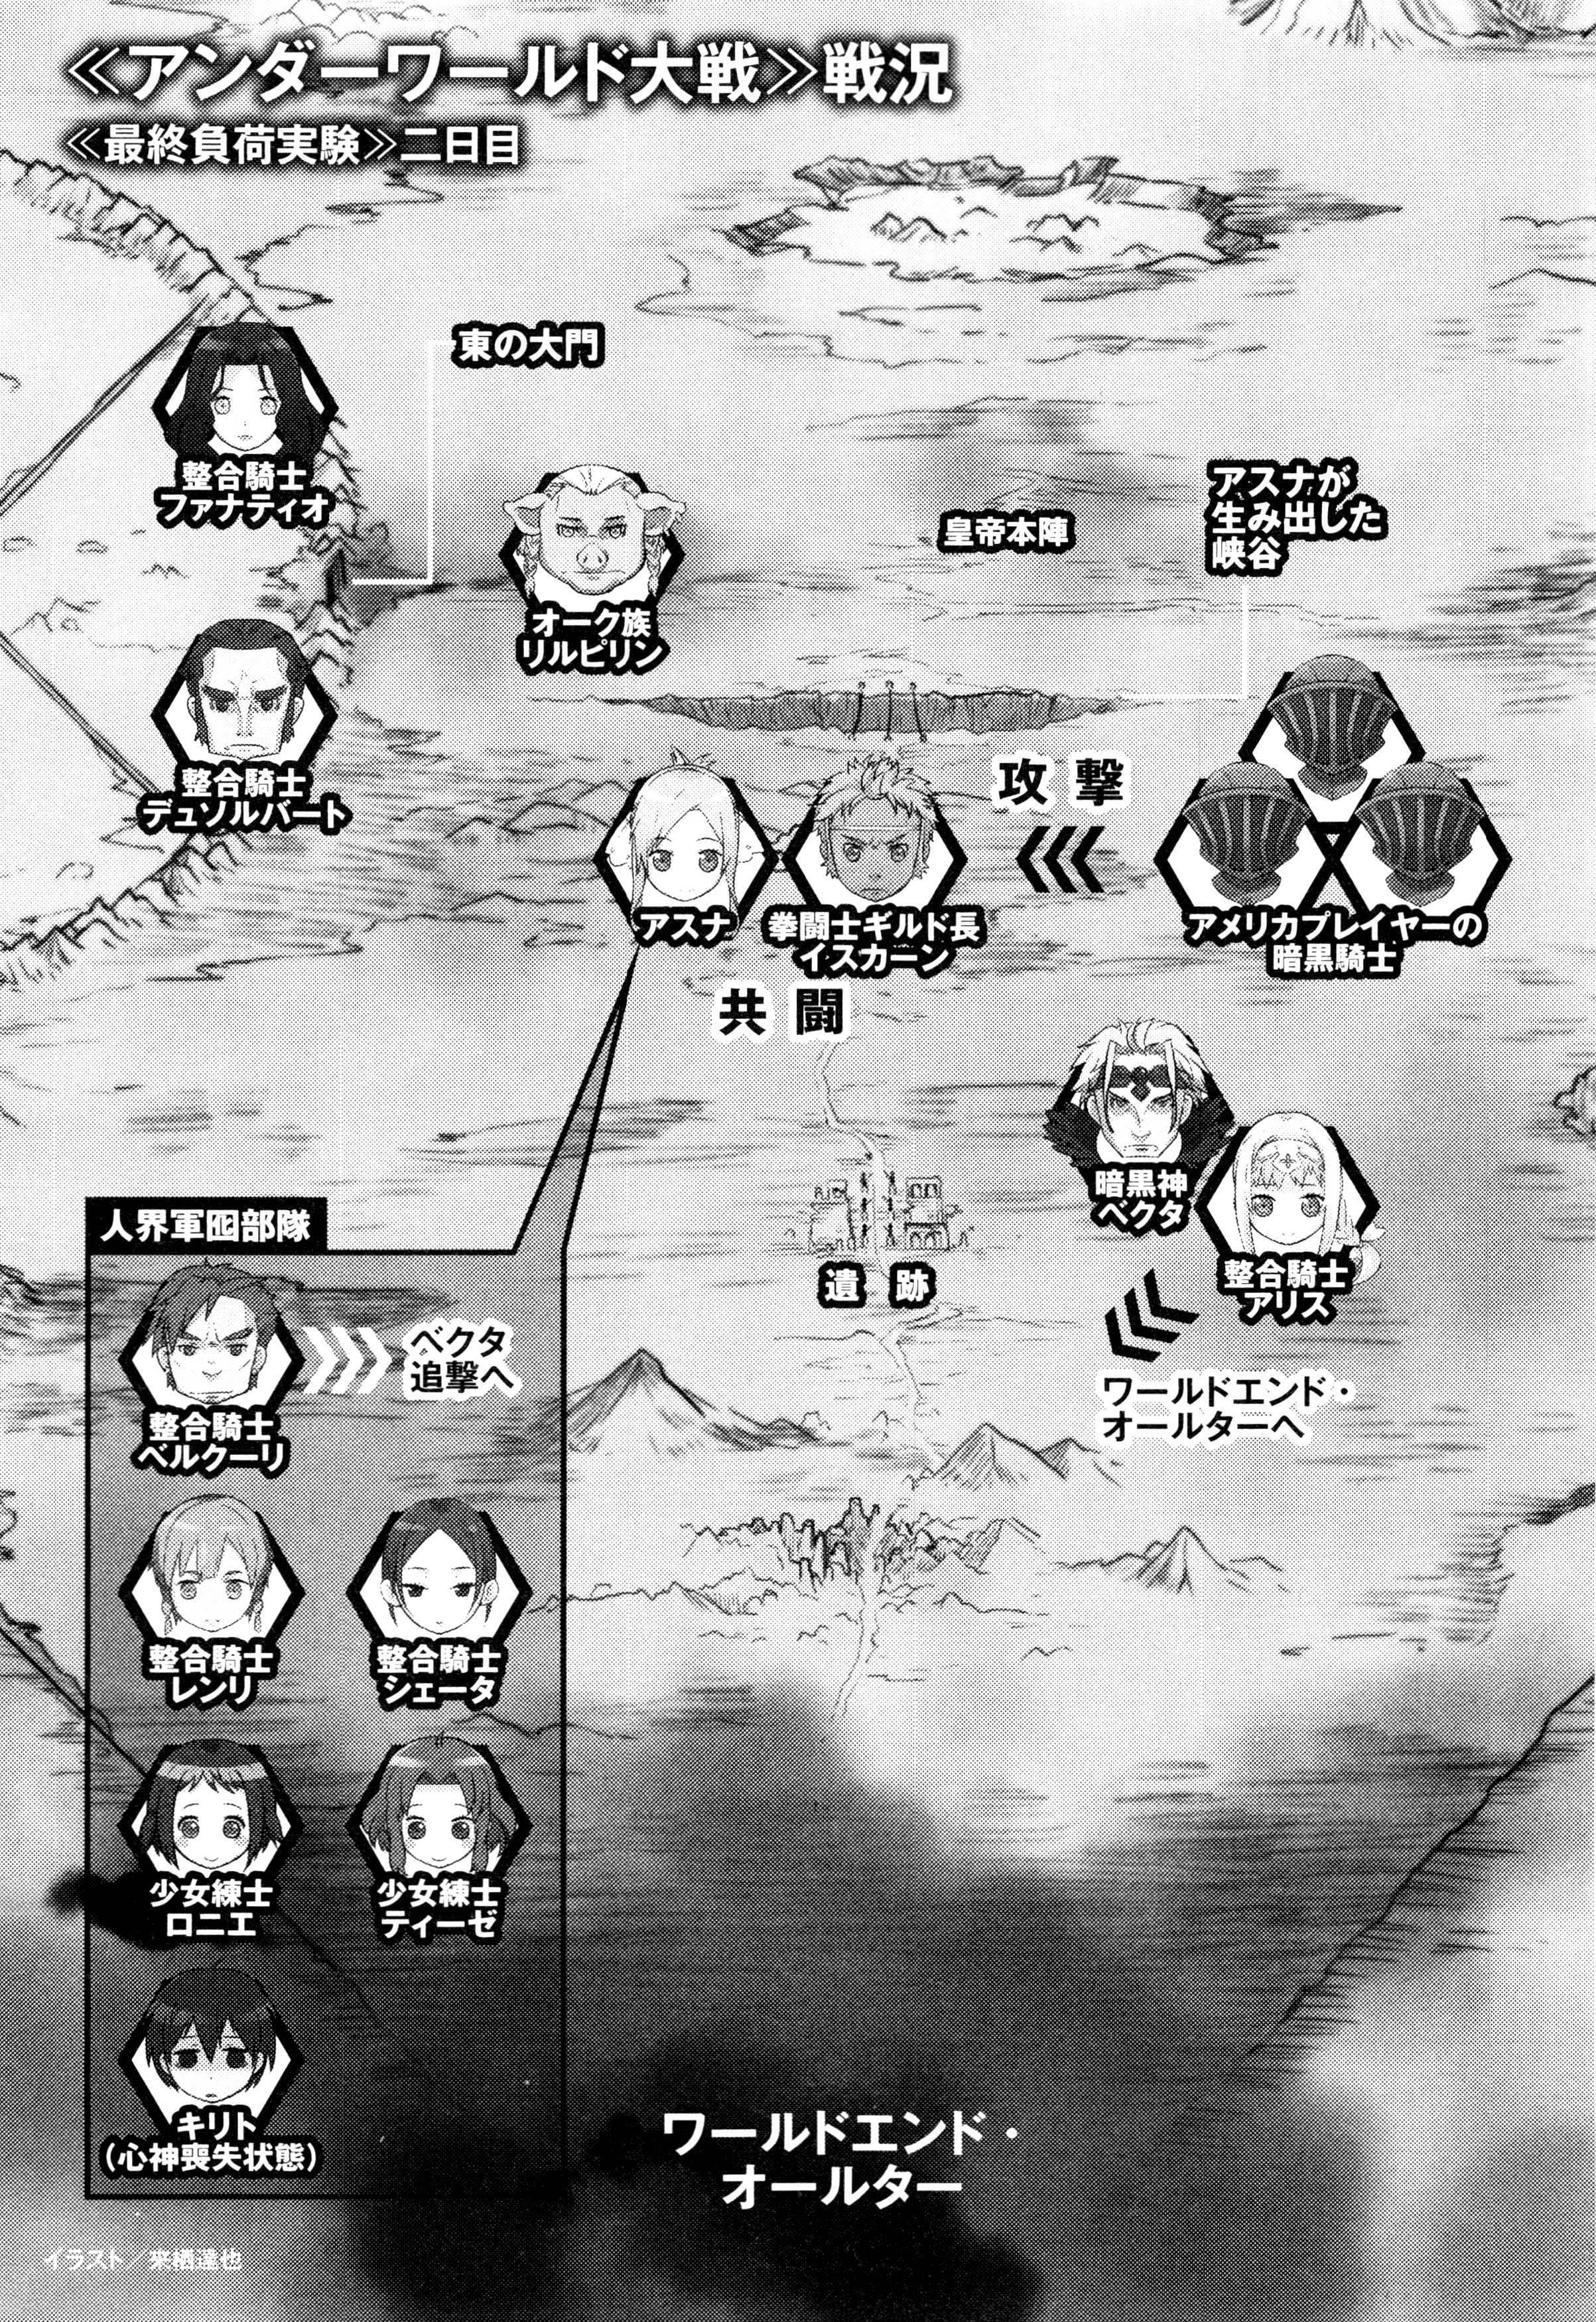 ≪アンダーワールド大戦≫戦況
≪最終負荷実験≫二日目
東の大門
整合騎士
ファナティオ
アスナが
生み出した
峡谷
皇帝本陣
オーク族
リルピリン
整合騎士
デュソルバート
攻撃
アスナ
拳闘士ギルド長
イスカーン
アメリカプレイヤーの
暗黒騎士
共闘
暗黒神
ベクタ
整合騎士
アリス
遺跡
ワールドエンド・
オールターへ
人界軍囮部隊
ベクタ
追撃へ
整合騎士
ベルクーリ
整合騎士
レンリ
整合騎士
シェータ
少女練士
ロニエ
少女練士
ティーゼ
キリト
（心神喪失状態）
ワールドエンド・
オールター
イラスト／来栖達也